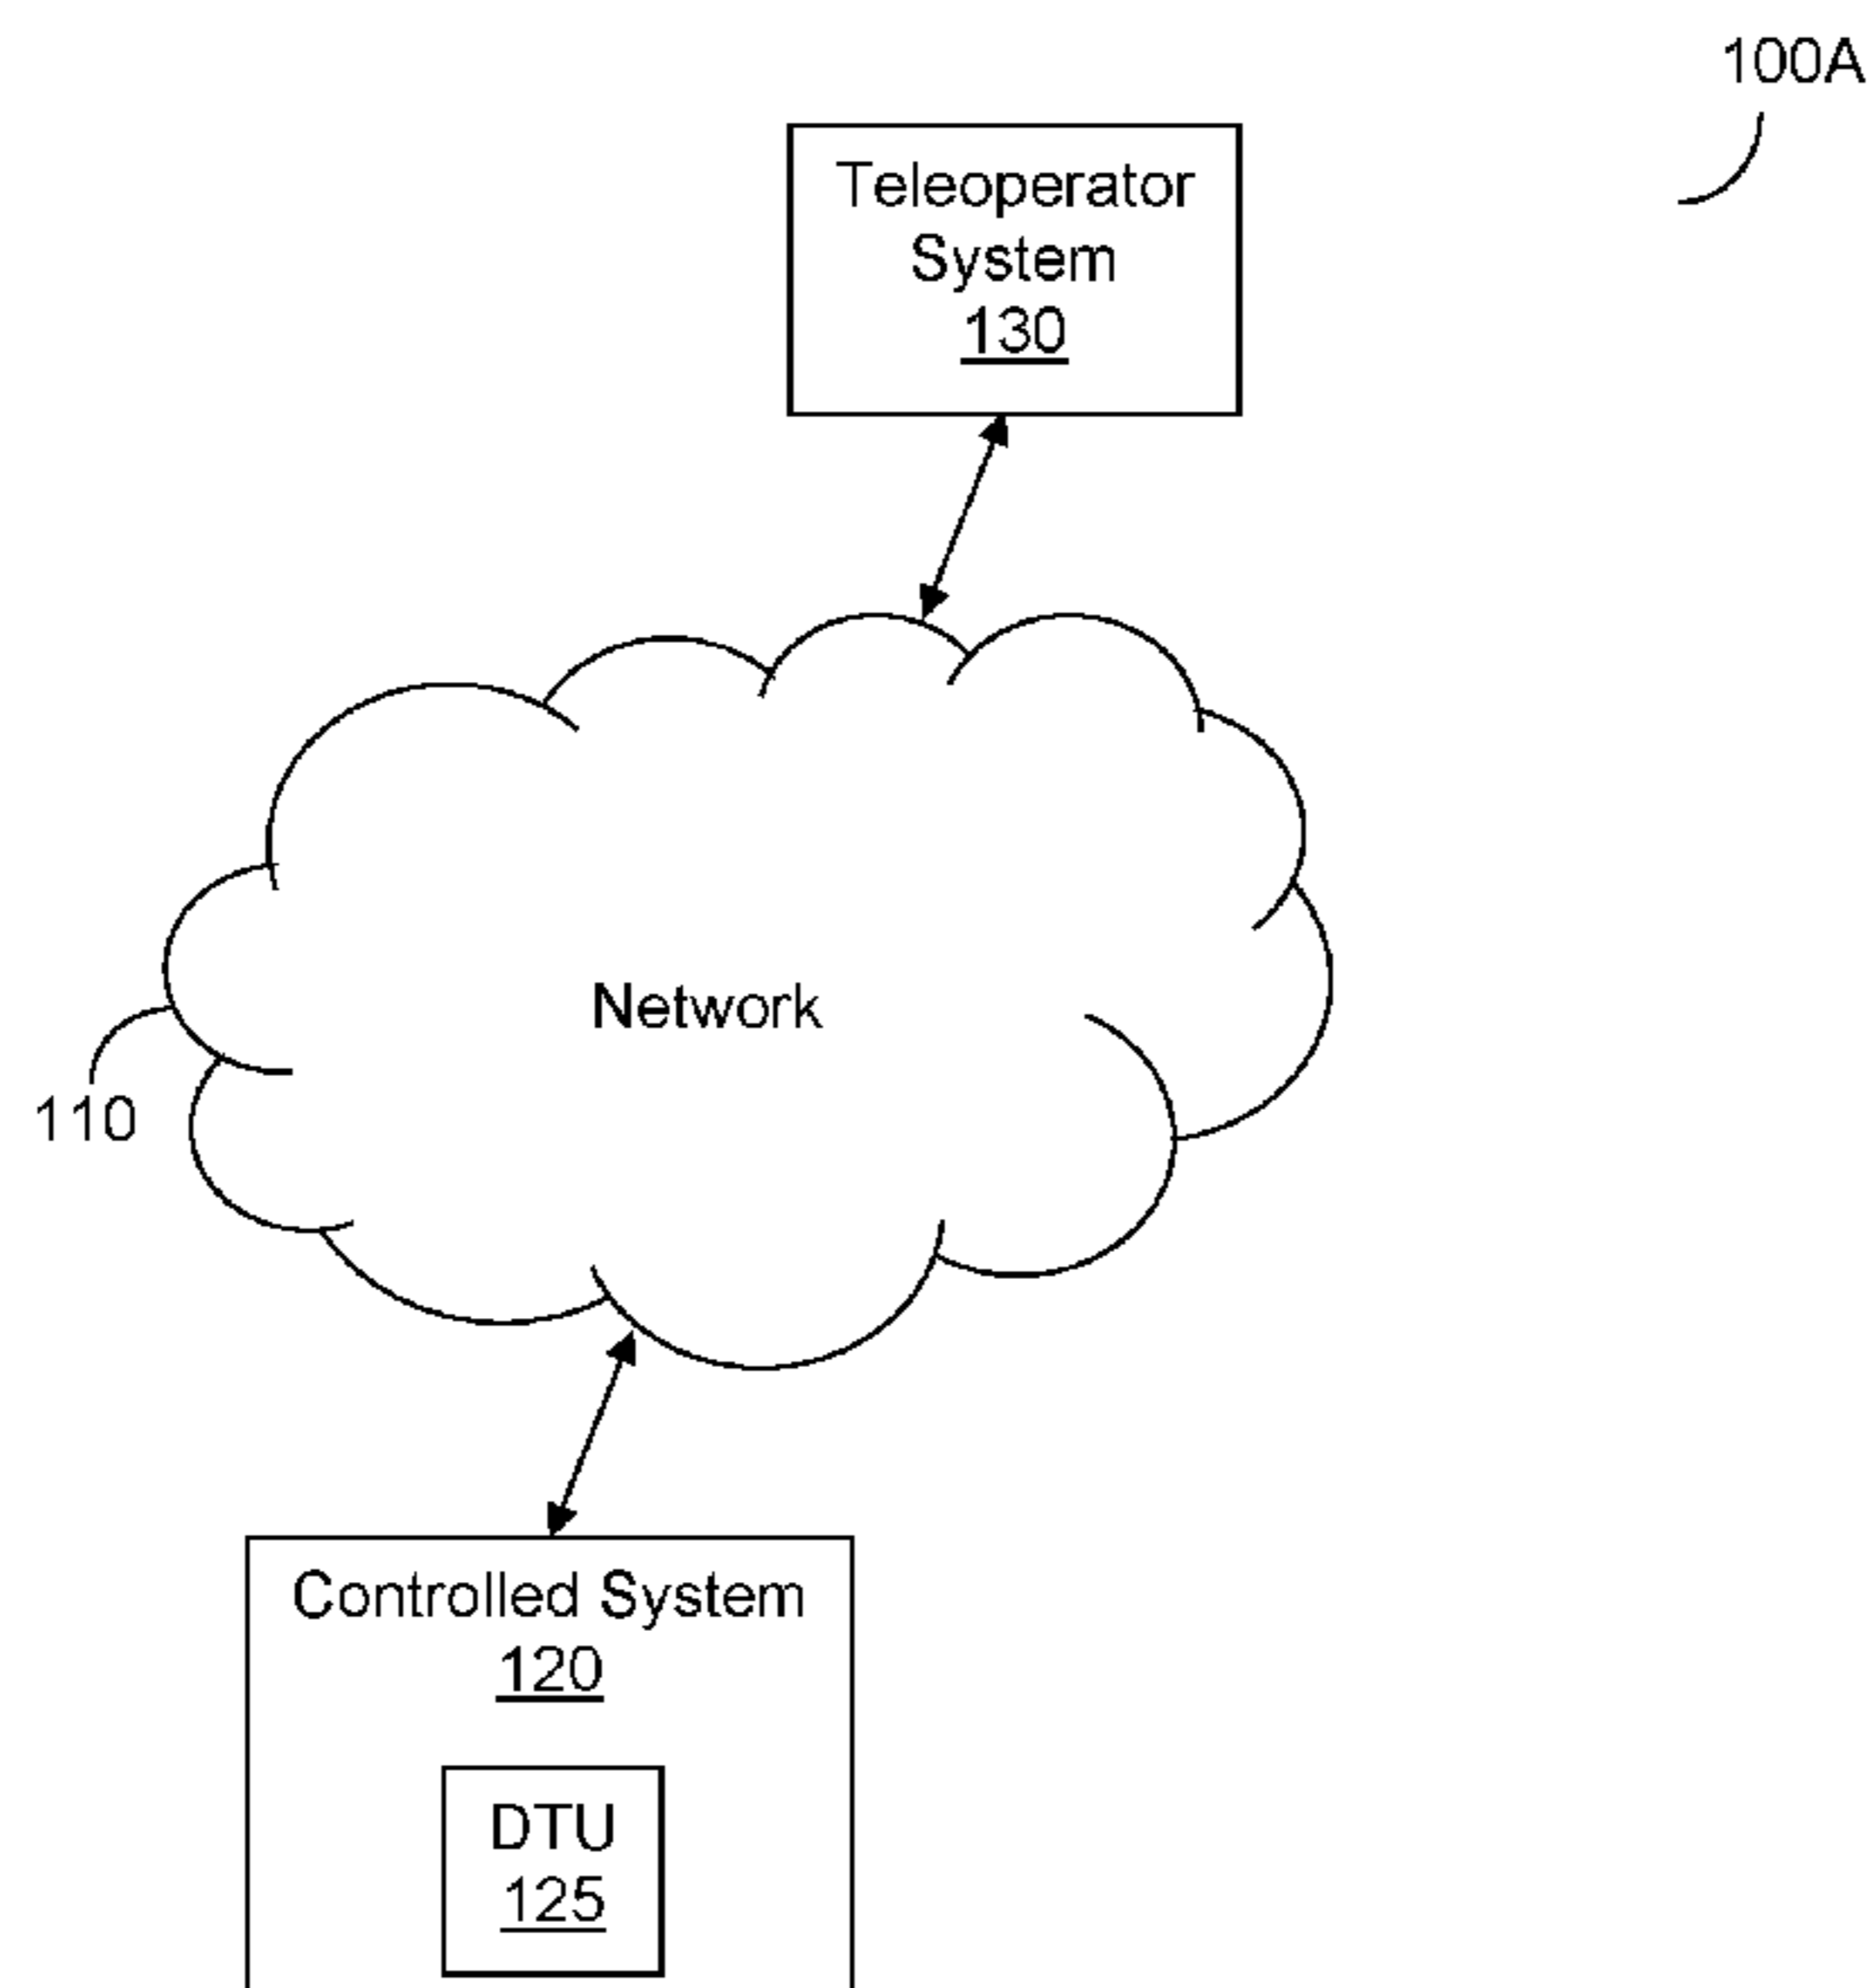 100A
Teleoperator
System
130
Network
110
Controlled System
120
DTU
125